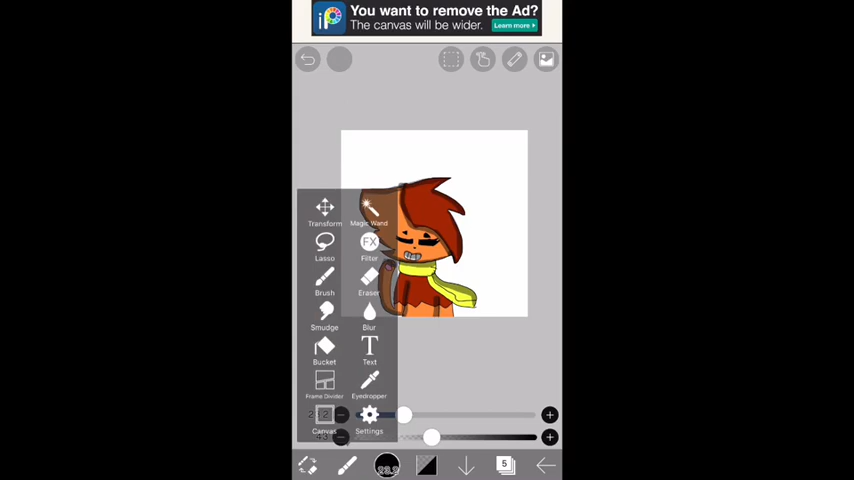 You want to remove the Ad?
The canvas will be wider.
Learn more >
iP
Transform
Magic Wand
FX
Lasso
Filter
Brush
Eraser
Smudge
Blur
Bucket
T
Text
Frame Divider
Eyedropper
Canvas
Settings
5